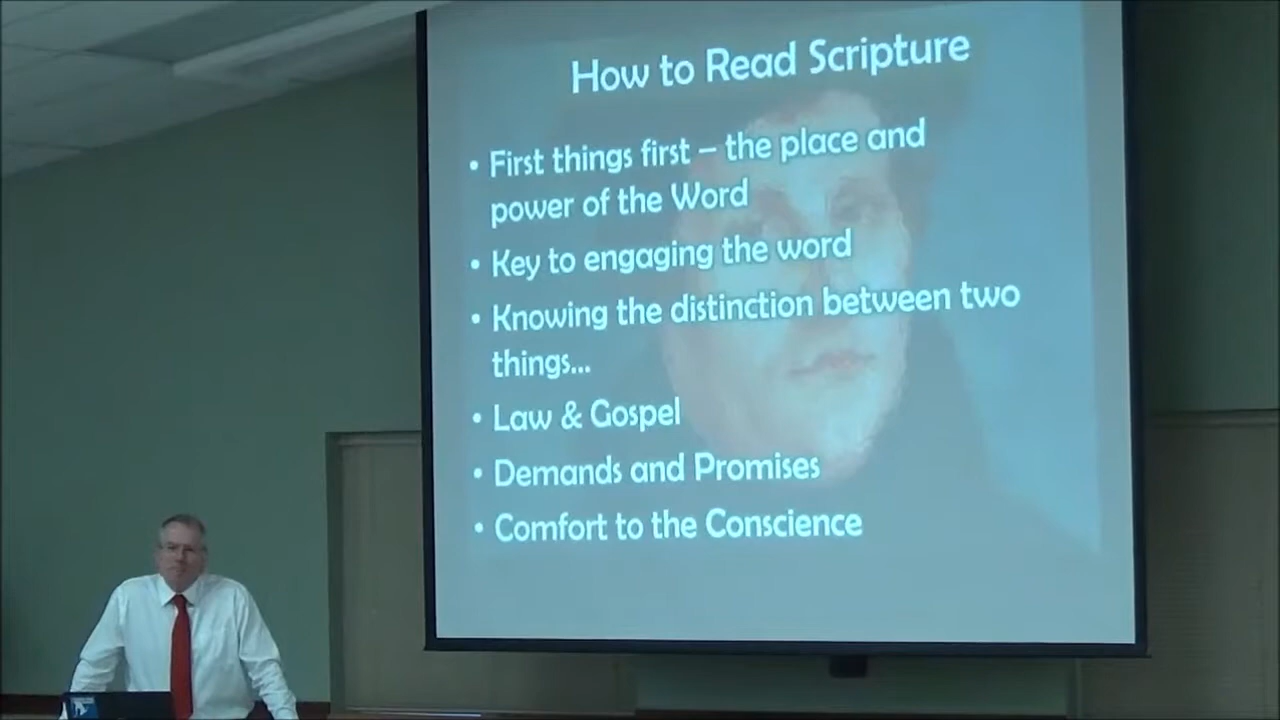 How to Read Scripture
• First things first – the place and
power of the Word
• Key to engaging the word
• Knowing the distinction between two
things...
• Law & Gospel
• Demands and Promises
• Comfort to the Conscience